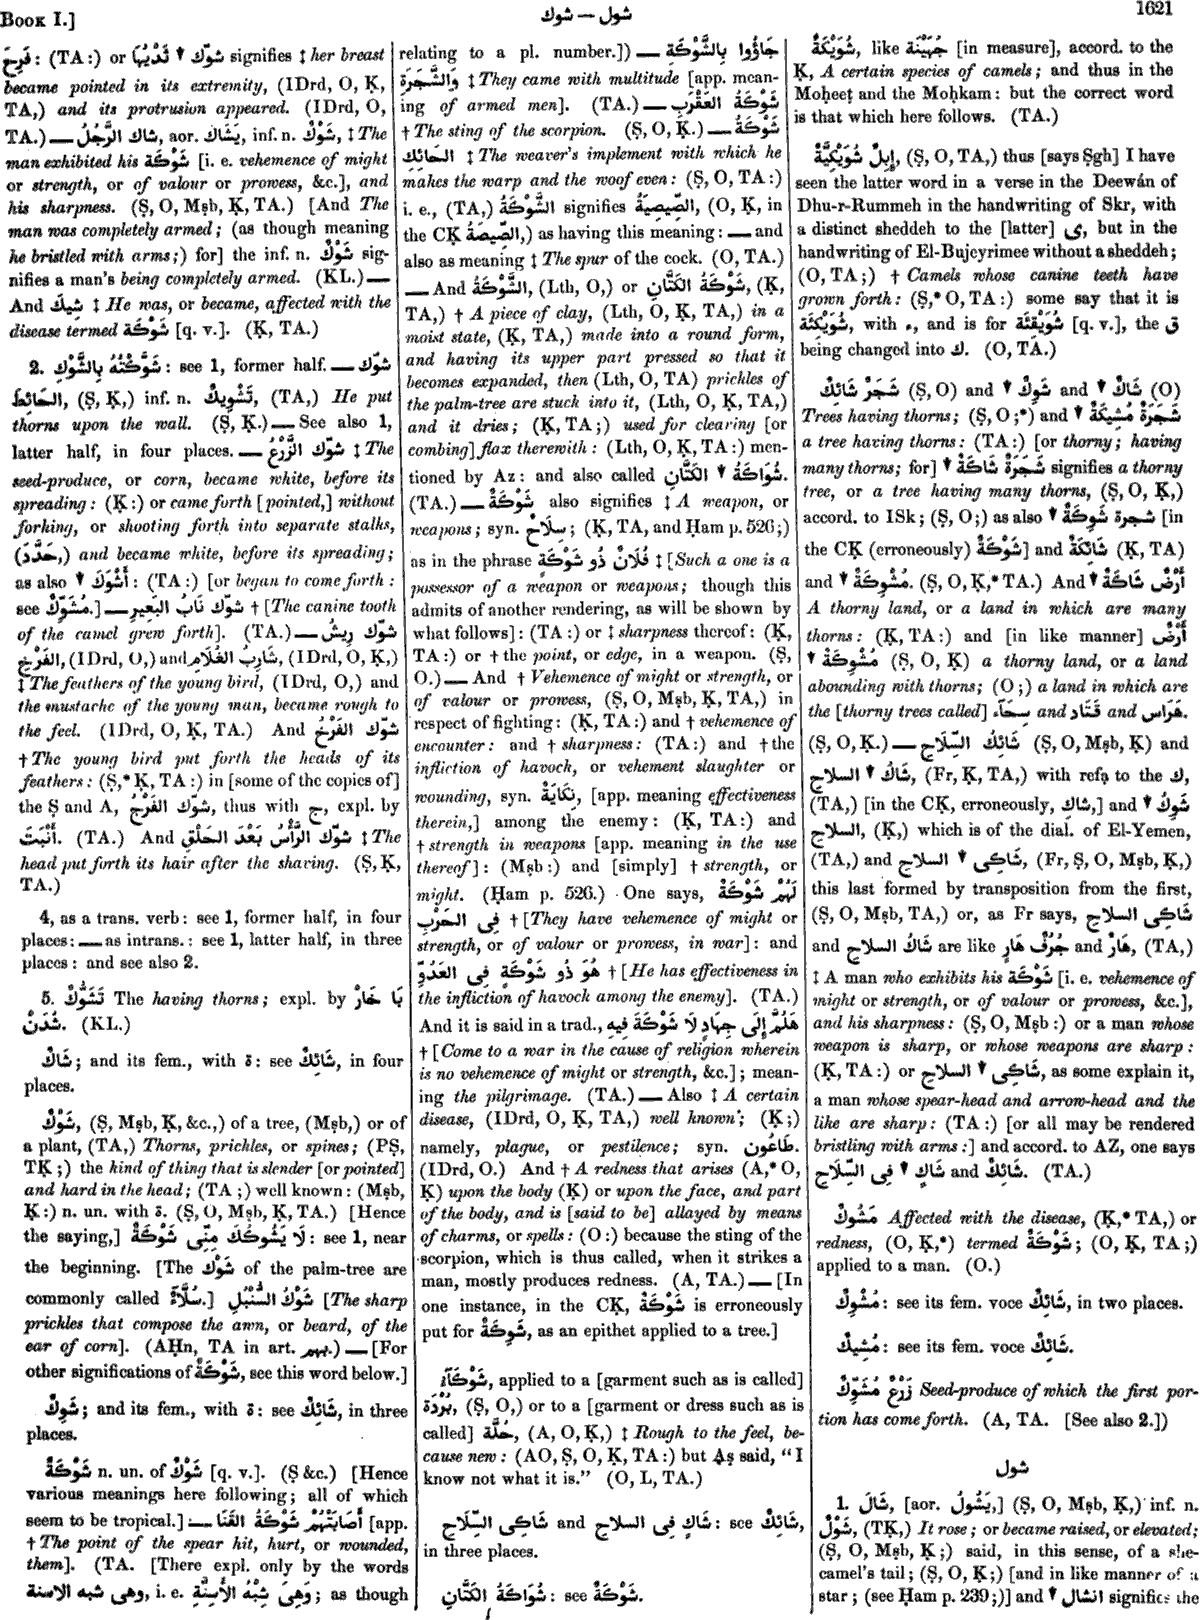 BOOK I.]
شوك — شول
1621
فَرِحَ: (TA:) or شوّك ثَدْيُهَا signifies ‡ her breast
became pointed in its extremity, (IDrd, O, Ḳ,
TA,) and its protrusion appeared. (IDrd, O,
TA.) — شاك الرَّجُلُ, aor. يَشَاكُ, inf. n. شَوْكٌ, ‡ The
man exhibited his شَوْكَة [i. e. vehemence of might
or strength, or of valour or prowess, &c.], and
his sharpness. (Ṣ, O, Mṣb, Ḳ, TA.) [And The
man was completely armed; (as though meaning
he bristled with arms;) for] the inf. n. شَوْكٌ sig-
nifies a man's being completely armed. (KL.) —
And شِيكَ ‡ He was, or became, affected with the
disease termed شَوْكَة [q. v.]. (Ḳ, TA.)
2. شَوَّكْتُهُ بِالشَّوْكِ: see 1, former half. — شوّك
الحَائِطَ, (Ṣ, Ḳ,) inf. n. تَشْوِيكٌ, (TA,) He put
thorns upon the wall. (Ṣ, Ḳ.) — See also 1,
latter half, in four places. — شوّك الزَّرْعُ ‡ The
seed-produce, or corn, became white, before its
spreading: (Ḳ:) or came forth [pointed,] without
forking, or shooting forth into separate stalks,
(حَدَّدَ,) and became white, before its spreading;
as also ▼ أَشْوَكَ: (TA:) [or began to come forth:
see مُشَوِّكٌ.] — شوّك نَابُ البَعِيرِ † [The canine tooth
of the camel grew forth]. (TA.) — شوّك رِيشُ
الفَرْخِ, (IDrd, O,) and شَارِبُ الغُلَامِ, (IDrd, O, Ḳ,)
‡ The feathers of the young bird, (IDrd, O,) and
the mustache of the young man, became rough to
the feel. (IDrd, O, Ḳ, TA.) And شوّك الفَرْخُ
† The young bird put forth the heads of its
feathers: (Ṣ,* Ḳ, TA:) in [some of the copies of]
the Ṣ and A, شوّك الفَرْجُ, thus with ج, expl. by
أَنْبَتَ. (TA.) And شوّك الرَّأْسُ بَعْدَ الحَلْقِ ‡ The
head put forth its hair after the shaving. (Ṣ, Ḳ,
TA.)
4, as a trans. verb: see 1, former half, in four
places: — as intrans.: see 1, latter half, in three
places: and see also 2.
5. تَشَوُّكٌ The having thorns; expl. by بَا خَارْ
شُدَنْ. (KL.)
شَاكٌ; and its fem., with ة: see شَائِكٌ, in four
places.
شَوْكٌ, (Ṣ, Mṣb, Ḳ, &c.,) of a tree, (Mṣb,) or of
a plant, (TA,) Thorns, prickles, or spines; (PṢ,
TḲ;) the kind of thing that is slender [or pointed]
and hard in the head; (TA;) well known: (Mṣb,
Ḳ:) n. un. with ة. (Ṣ, O, Mṣb, Ḳ, TA.) [Hence
the saying,] لَا يَشُوكُكَ مِنِّى شَوْكَةٌ: see 1, near
the beginning. [The شَوْك of the palm-tree are
commonly called سُلَّآء.] شَوْكُ السُّنْبُلِ [The sharp
prickles that compose the awn, or beard, of the
ear of corn]. (AḤn, TA in art. بهم.) — [For
other significations of شَوْكَةٌ, see this word below.]
شَوِكٌ; and its fem., with ة: see شَائِكٌ, in three
places.
شَوْكَةٌ n. un. of شَوْكٌ [q. v.]. (Ṣ &c.) [Hence
various meanings here following; all of which
seem to be tropical.] — أَصَابَتْهُمْ شَوْكَةُ القَنَا [app.
† The point of the spear hit, hurt, or wounded,
them]. (TA. [There expl. only by the words
وهى شبه الاسنة, i. e. وَهِىَ شِبْهُ الأَسِنَّةِ; as though
relating to a pl. number.]) — جَاؤُوا بِالشَّوْكَةِ
وَالشَّجَرَةِ ‡ They came with multitude [app. mean-
ing of armed men]. (TA.) — شَوْكَةُ العَقْرَبِ
† The sting of the scorpion. (Ṣ, O, Ḳ.) — شَوْكَةُ
الحَائِكِ ‡ The weaver's implement with which he
makes the warp and the woof even: (Ṣ, O, TA:)
i. e., (TA,) الشَّوْكَةُ signifies الصِّيصِيَةُ, (O, Ḳ, in
the CḲ الصِّيصَةُ,) as having this meaning: — and
also as meaning ‡ The spur of the cock. (O, TA.)
— And الشَّوْكَةُ, (Lth, O,) or شَوْكَةُ الكَتَّانِ, (Ḳ,
TA,) † A piece of clay, (Lth, O, Ḳ, TA,) in a
moist state, (Ḳ, TA,) made into a round form,
and having its upper part pressed so that it
becomes expanded, then (Lth, O, TA) prickles of
the palm-tree are stuck into it, (Lth, O, Ḳ, TA,)
and it dries; (Ḳ, TA;) used for clearing [or
combing] flax therewith: (Lth, O, Ḳ, TA:) men-
tioned by Az: and also called ▼ شُوَاكَةُ الكَتَّانِ.
(TA.) — شَوْكَةٌ also signifies ‡ A weapon, or
weapons; syn. سِلَاحٌ; (Ḳ, TA, and Ḥam p. 526;)
as in the phrase فُلَانٌ ذُو شَوْكَةٍ ‡ [Such a one is a
possessor of a weapon or weapons; though this
admits of another rendering, as will be shown by
what follows]: (TA:) or ‡ sharpness thereof: (Ḳ,
TA:) or † the point, or edge, in a weapon. (Ṣ,
O.) — And † Vehemence of might or strength, or
of valour or prowess, (Ṣ, O, Mṣb, Ḳ, TA,) in
respect of fighting: (Ḳ, TA:) and † vehemence of
encounter: and † sharpness: (TA:) and † the
infliction of havock, or vehement slaughter or
wounding, syn. نِكَايَةٌ, [app. meaning effectiveness
therein,] among the enemy: (Ḳ, TA:) and
† strength in weapons [app. meaning in the use
thereof]: (Mṣb:) and [simply] † strength, or
might. (Ḥam p. 526.) One says, لَهُمْ شَوْكَةٌ
فِى الحَرْبِ † [They have vehemence of might or
strength, or of valour or prowess, in war]: and
هُوَ ذُو شَوْكَةٍ فِى العَدُوِّ † [He has effectiveness in
the infliction of havock among the enemy]. (TA.)
And it is said in a trad., هَلُمَّ إِلَى جِهَادٍ لَا شَوْكَةَ فِيهِ
† [Come to a war in the cause of religion wherein
is no vehemence of might or strength, &c.]; mean-
ing the pilgrimage. (TA.) — Also ‡ A certain
disease, (IDrd, O, Ḳ, TA,) well known; (Ḳ;)
namely, plague, or pestilence; syn. طَاعُون.
(IDrd, O.) And † A redness that arises (A,* O,
Ḳ) upon the body (Ḳ) or upon the face, and part
of the body, and is [said to be] allayed by means
of charms, or spells: (O:) because the sting of the
scorpion, which is thus called, when it strikes a
man, mostly produces redness. (A, TA.) — [In
one instance, in the CḲ, شَوْكَةٌ is erroneously
put for شَوِكَةٌ, as an epithet applied to a tree.]
شَوْكَآءُ, applied to a [garment such as is called]
بُرْدَة, (Ṣ, O,) or to a [garment or dress such as is
called] حُلَّة, (A, O, Ḳ,) ‡ Rough to the feel, be-
cause new: (AO, Ṣ, O, Ḳ, TA:) but Aṣ said, "I
know not what it is." (O, L, TA.)
شَاكِى السِّلَاحِ and شَاكٍ فِى السلاح: see شَائِكٌ,
in three places.
شُوَاكَةُ الكَتَّانِ: see شَوْكَةٌ.
شُوَيْكَةٌ, like جُهَيْنَة [in measure], accord. to the
Ḳ, A certain species of camels; and thus in the
Moḥeeṭ and the Moḥkam: but the correct word
is that which here follows. (TA.)
إِبِلٌ شُوَيْكِيَّةٌ, (Ṣ, O, TA,) thus [says Ṣgh] I have
seen the latter word in a verse in the Deewán of
Dhu-r-Rummeh in the handwriting of Skr, with
a distinct sheddeh to the [latter] ى, but in the
handwriting of El-Bujeyrimee without a sheddeh;
(O, TA;) † Camels whose canine teeth have
grown forth: (Ṣ,* O, TA:) some say that it is
شُوَيْكِئَة, with ء, and is for شُوَيْقِئَة [q. v.], the ق
being changed into ك. (O, TA.)
شَجَرٌ شَائِكٌ (Ṣ, O) and ▼ شَوِكٌ and ▼ شَاكٌ (O)
Trees having thorns; (Ṣ, O;*) and ▼ شَجَرَةٌ مُشِيكَةٌ
a tree having thorns: (TA:) [or thorny; having
many thorns; for] ▼ شَجَرَةٌ شَاكَةٌ signifies a thorny
tree, or a tree having many thorns, (Ṣ, O, Ḳ,)
accord. to ISk; (Ṣ, O;) as also ▼ شجرة شَوِكَةٌ [in
the CḲ (erroneously) شَوْكَةٌ] and شَائِكَةٌ (Ḳ, TA)
and ▼ مُشْوِكَةٌ. (Ṣ, O, Ḳ,* TA.) And ▼ أَرْضٌ شَاكَةٌ
A thorny land, or a land in which are many
thorns: (Ḳ, TA:) and [in like manner] أَرْضٌ
▼ مُشْوِكَةٌ (Ṣ, O, Ḳ) a thorny land, or a land
abounding with thorns; (O;) a land in which are
the [thorny trees called] سِحَآء and قَتَاد and هَرَاس.
(Ṣ, O, Ḳ.) — شَائِكُ السِّلَاحِ (Ṣ, O, Mṣb, Ḳ) and
▼ شَاكُ السلاح, (Fr, Ḳ, TA,) with refa to the ك,
(TA,) [in the CḲ, erroneously, شاكِ,] and ▼ شَوِكُ
السلاح, (Ḳ,) which is of the dial. of El-Yemen,
(TA,) and ▼ شَاكِى السلاح, (Fr, Ṣ, O, Mṣb, Ḳ,)
this last formed by transposition from the first,
(Ṣ, O, Mṣb, TA,) or, as Fr says, شَاكِى السلاح
and شَاكُ السلاح are like جُرُفٌ هَارٍ and هَارٌ, (TA,)
‡ A man who exhibits his شَوْكَة [i. e. vehemence of
might or strength, or of valour or prowess, &c.],
and his sharpness: (Ṣ, O, Mṣb:) or a man whose
weapon is sharp, or whose weapons are sharp:
(Ḳ, TA:) or ▼ شَاكِى السلاح, as some explain it,
a man whose spear-head and arrow-head and the
like are sharp: (TA:) [or all may be rendered
bristling with arms:] and accord. to AZ, one says
▼ شَاكٍ فِى السِّلَاحِ and شَائِكٌ. (TA.)
مَشُوكٌ Affected with the disease, (Ḳ,* TA,) or
redness, (O, Ḳ,*) termed شَوْكَة; (O, Ḳ, TA;)
applied to a man. (O.)
مُشْوِكٌ: see its fem. voce شَائِكٌ, in two places.
مُشِيكٌ: see its fem. voce شَائِكٌ.
زَرْعٌ مُشَوِّكٌ Seed-produce of which the first por-
tion has come forth. (A, TA. [See also 2.])
شول
1. شَالَ, [aor. يَشُولُ,] (Ṣ, O, Mṣb, Ḳ,) inf. n.
شَوْلٌ, (TḲ,) It rose; or became raised, or elevated;
(Ṣ, O, Mṣb, Ḳ;) said, in this sense, of a she-
camel's tail; (Ṣ, O, Ḳ;) [and in like manner of a
star; (see Ḥam p. 239;)] and ▼ انشال signifies the